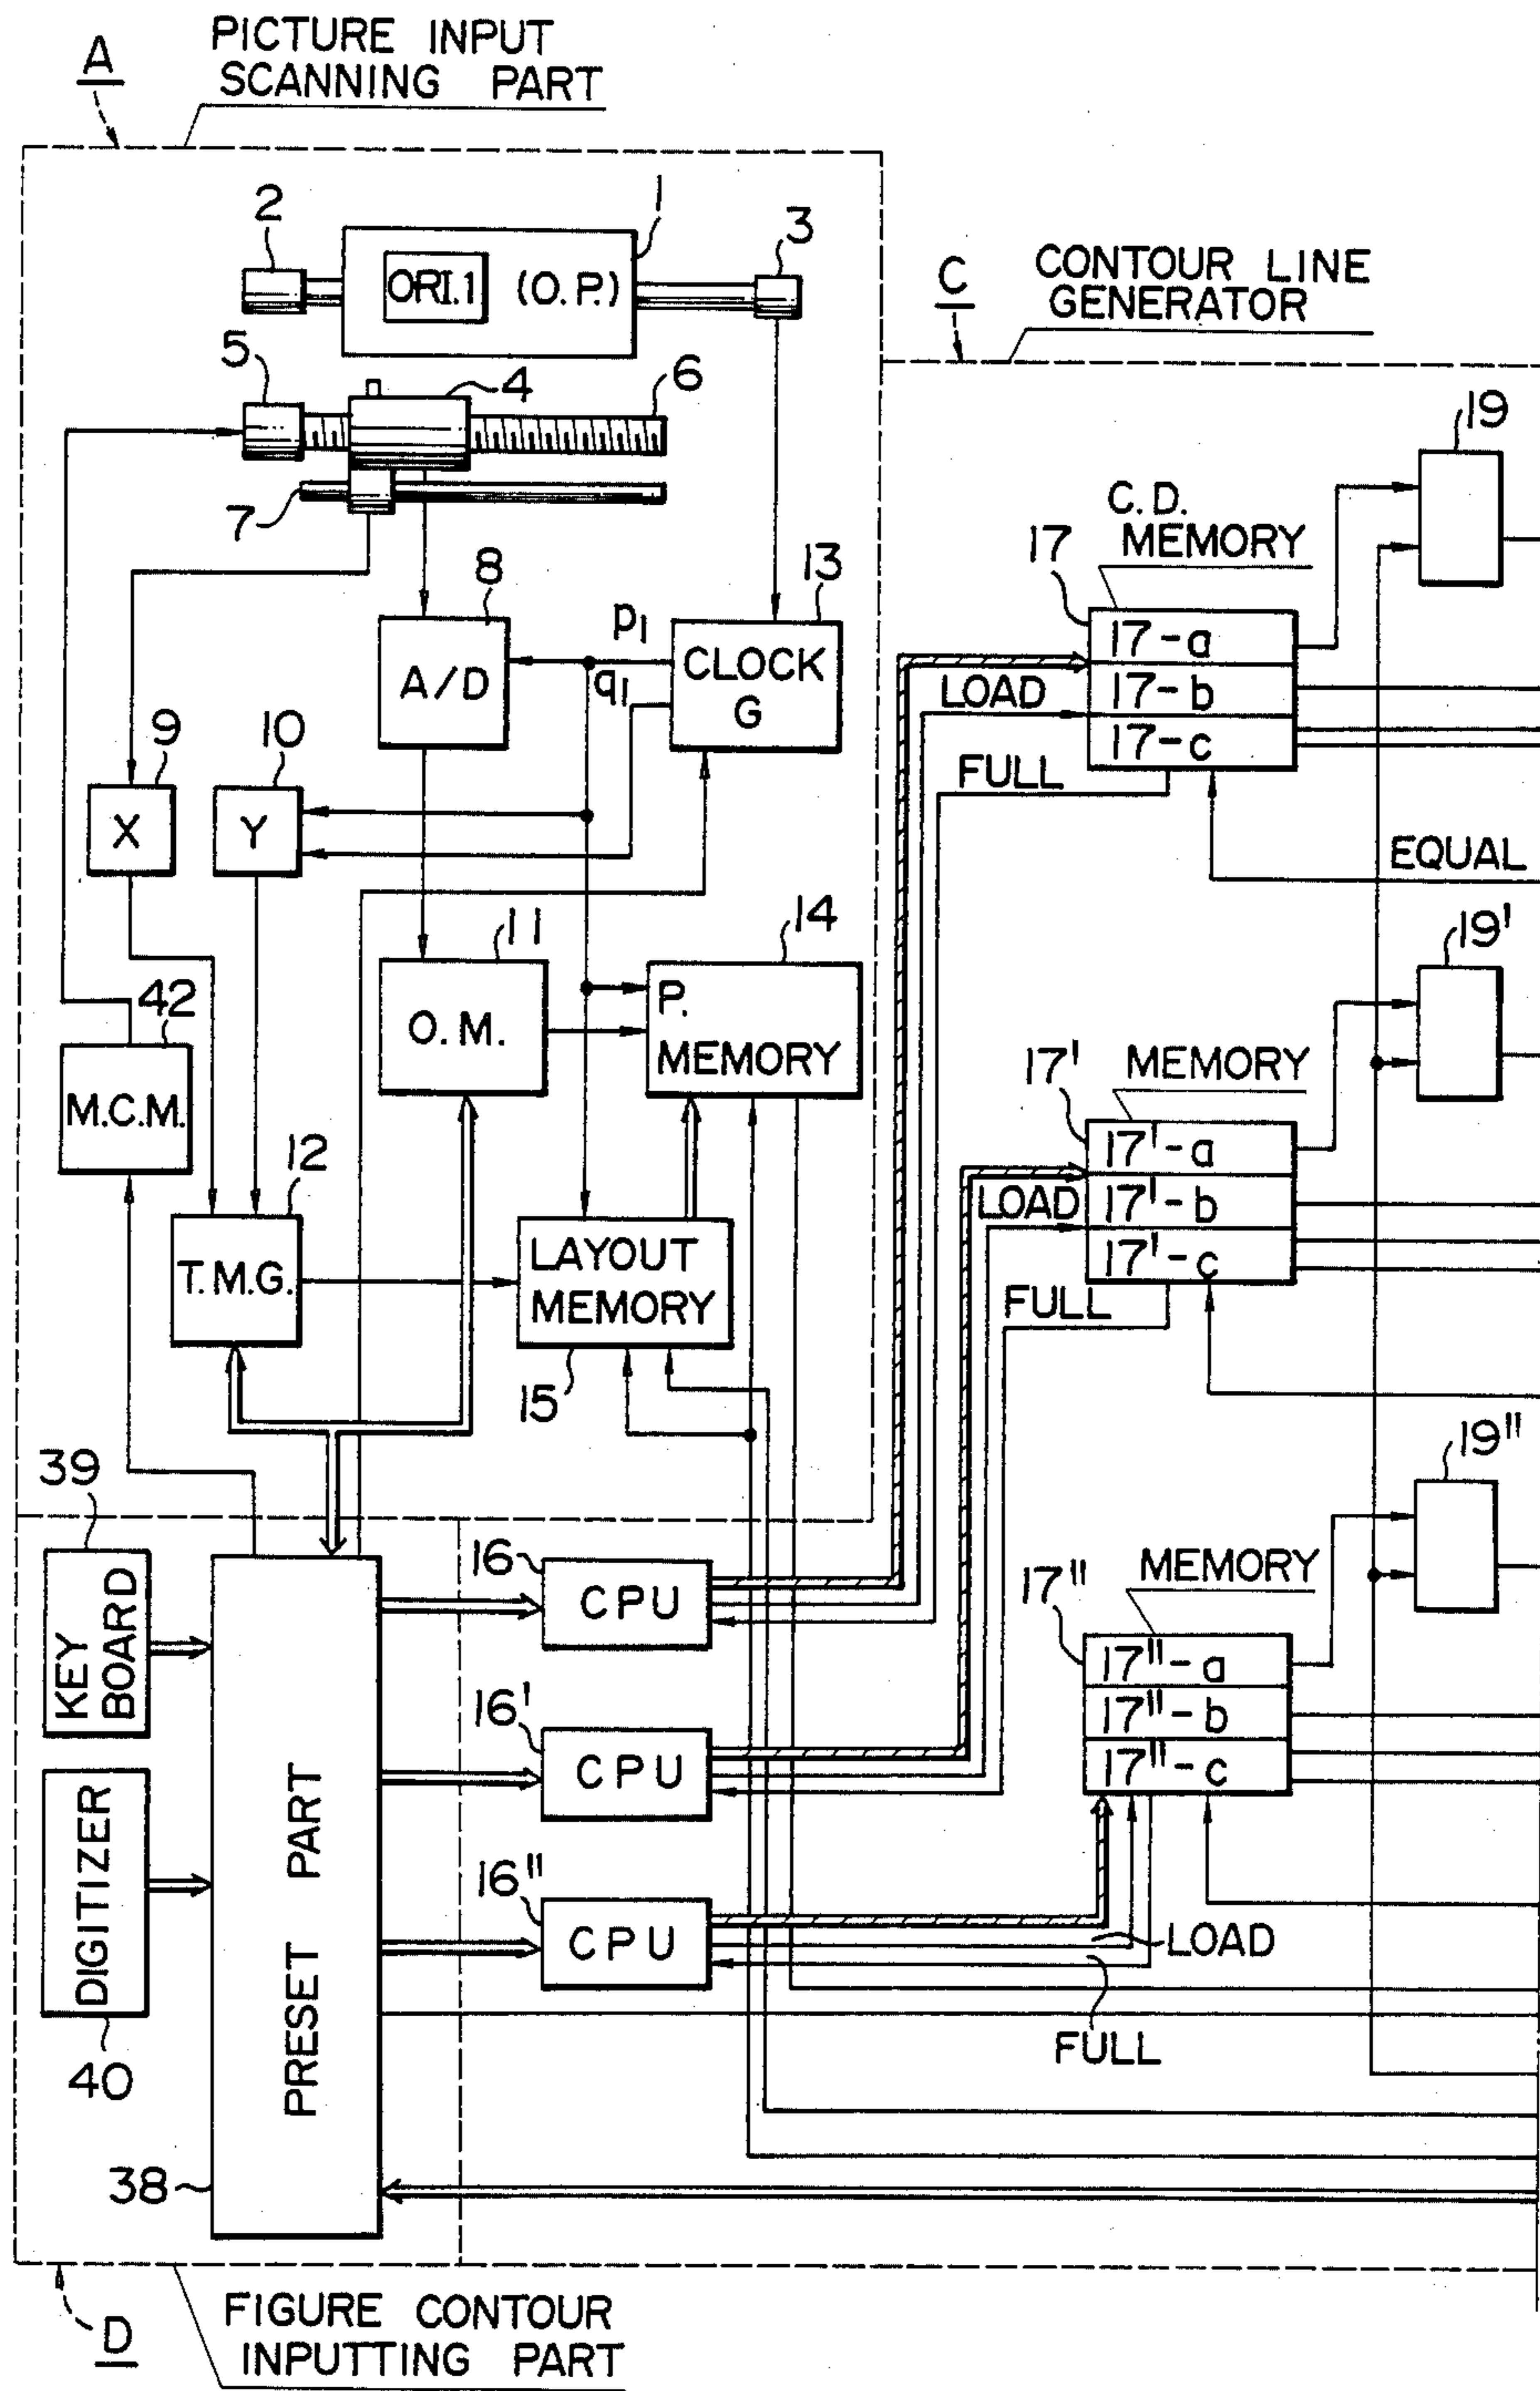 A
PICTURE INPUT
SCANNING PART
1
2
3
ORI.1
(O.P.)
C
CONTOUR LINE
GENERATOR
5
4
6
7
19
C.D.
MEMORY
17
8
13
p1
q1
A/D
CLOCK
G
17-a
17-b
17-c
LOAD
FULL
EQUAL
9
10
X
Y
11
14
19'
42
O.M.
P.
MEMORY
M.C.M.
MEMORY
17'
12
17'-a
17'-b
17'-c
LOAD
FULL
T.M.G.
LAYOUT
MEMORY
15
19"
39
16
MEMORY
17"
CPU
KEY
BOARD
17"-a
17"-b
17"-c
16'
CPU
DIGITIZER
PRESET PART
16"
CPU
LOAD
FULL
40
38
D
FIGURE CONTOUR
INPUTTING PART